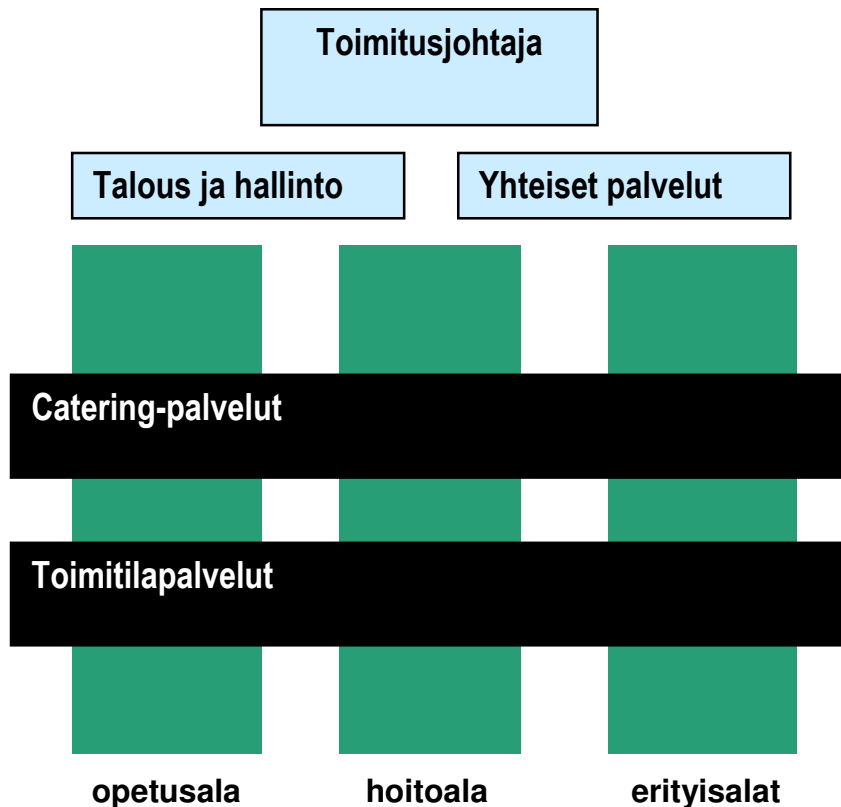 Toimitusjohtaja
Talous ja hallinto
Yhteiset palvelut
Catering-palvelut
Toimitilapalvelut
opetusala
hoitoala
erityisalat